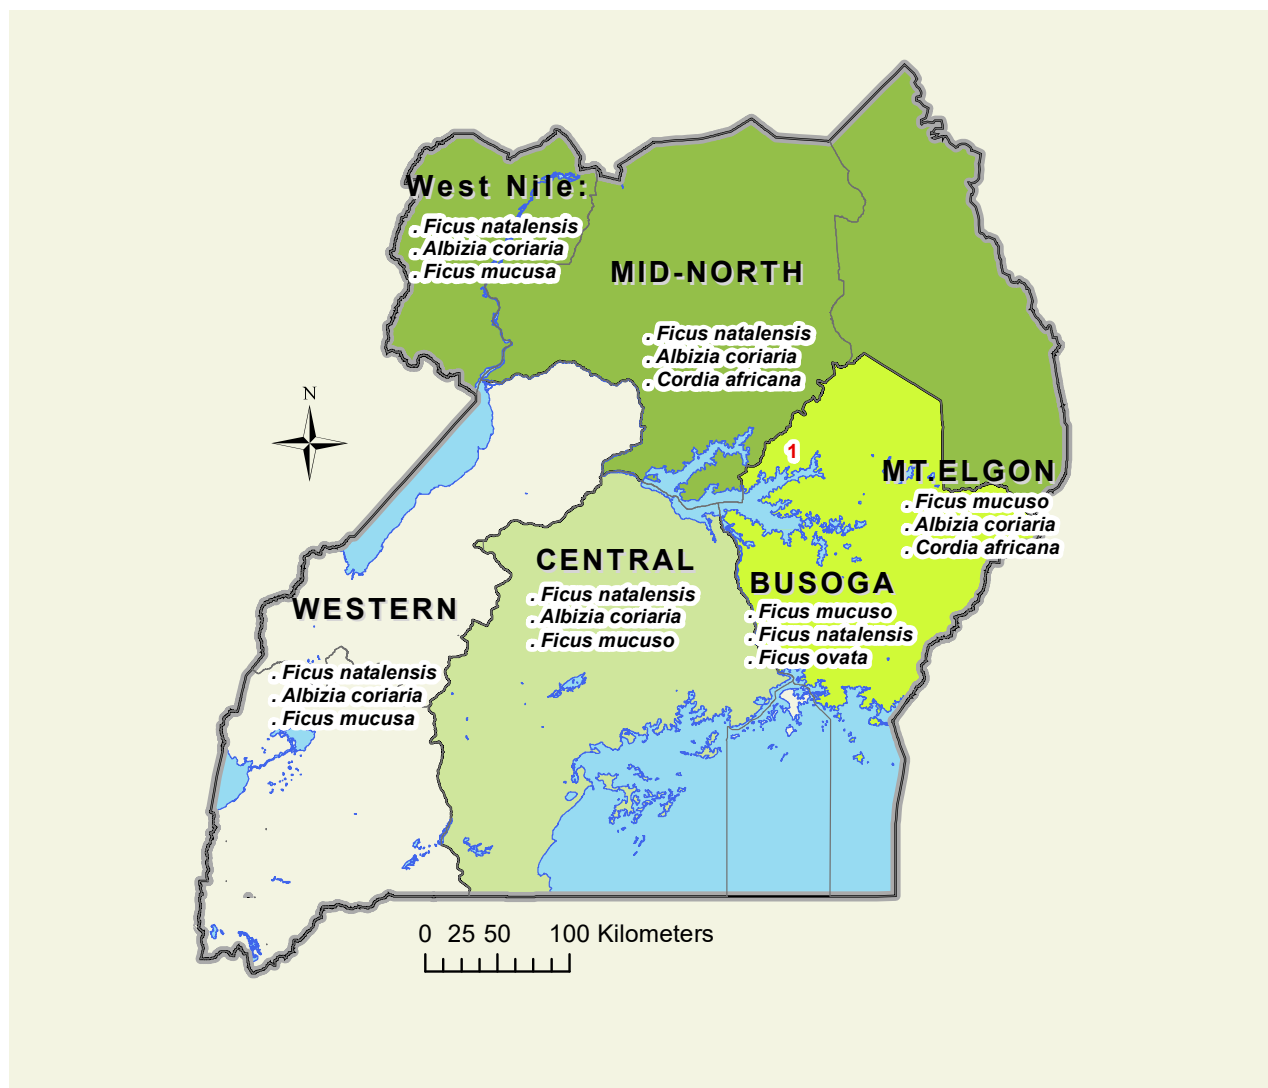 West Nile:
. Ficus natalensis
. Albizia coriaria
. Ficus mucusa
MID-NORTH
. Ficus natalensis
. Albizia coriaria
. Cordia africana
N
1
MT.ELGON
. Ficus mucuso
. Albizia coriaria
. Cordia africana
CENTRAL
. Ficus natalensis
. Albizia coriaria
. Ficus mucuso
BUSOGA
. Ficus mucuso
. Ficus natalensis
. Ficus ovata
WESTERN
. Ficus natalensis
. Albizia coriaria
. Ficus mucusa
0 25 50 100 Kilometers